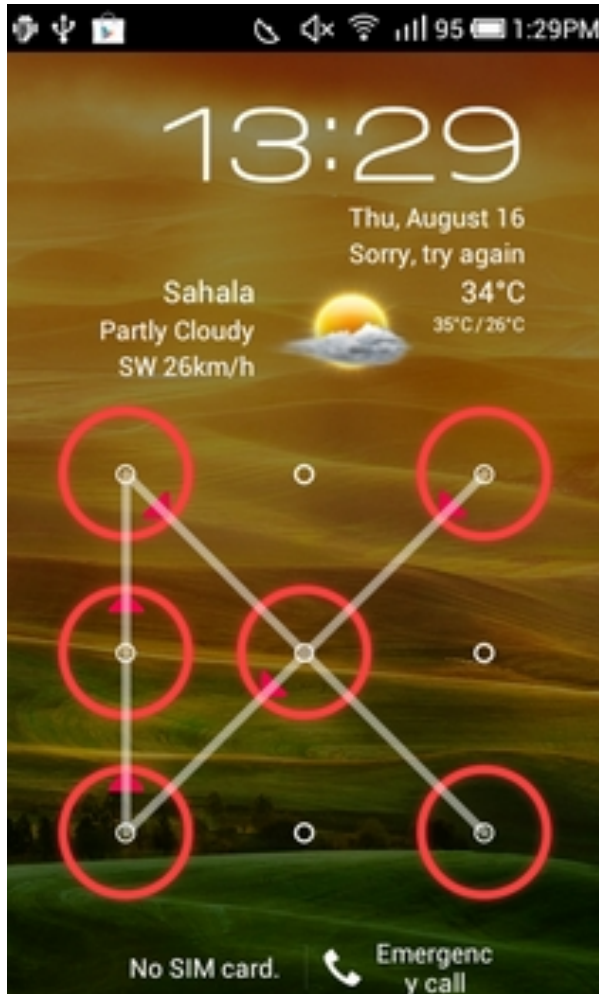 95 1:29PM
13:29
Thu, August 16
Sorry, try again
Sahala
34°C
Partly Cloudy
35°C / 26°C
SW 26km/h
No SIM card.
Emergenc
y call